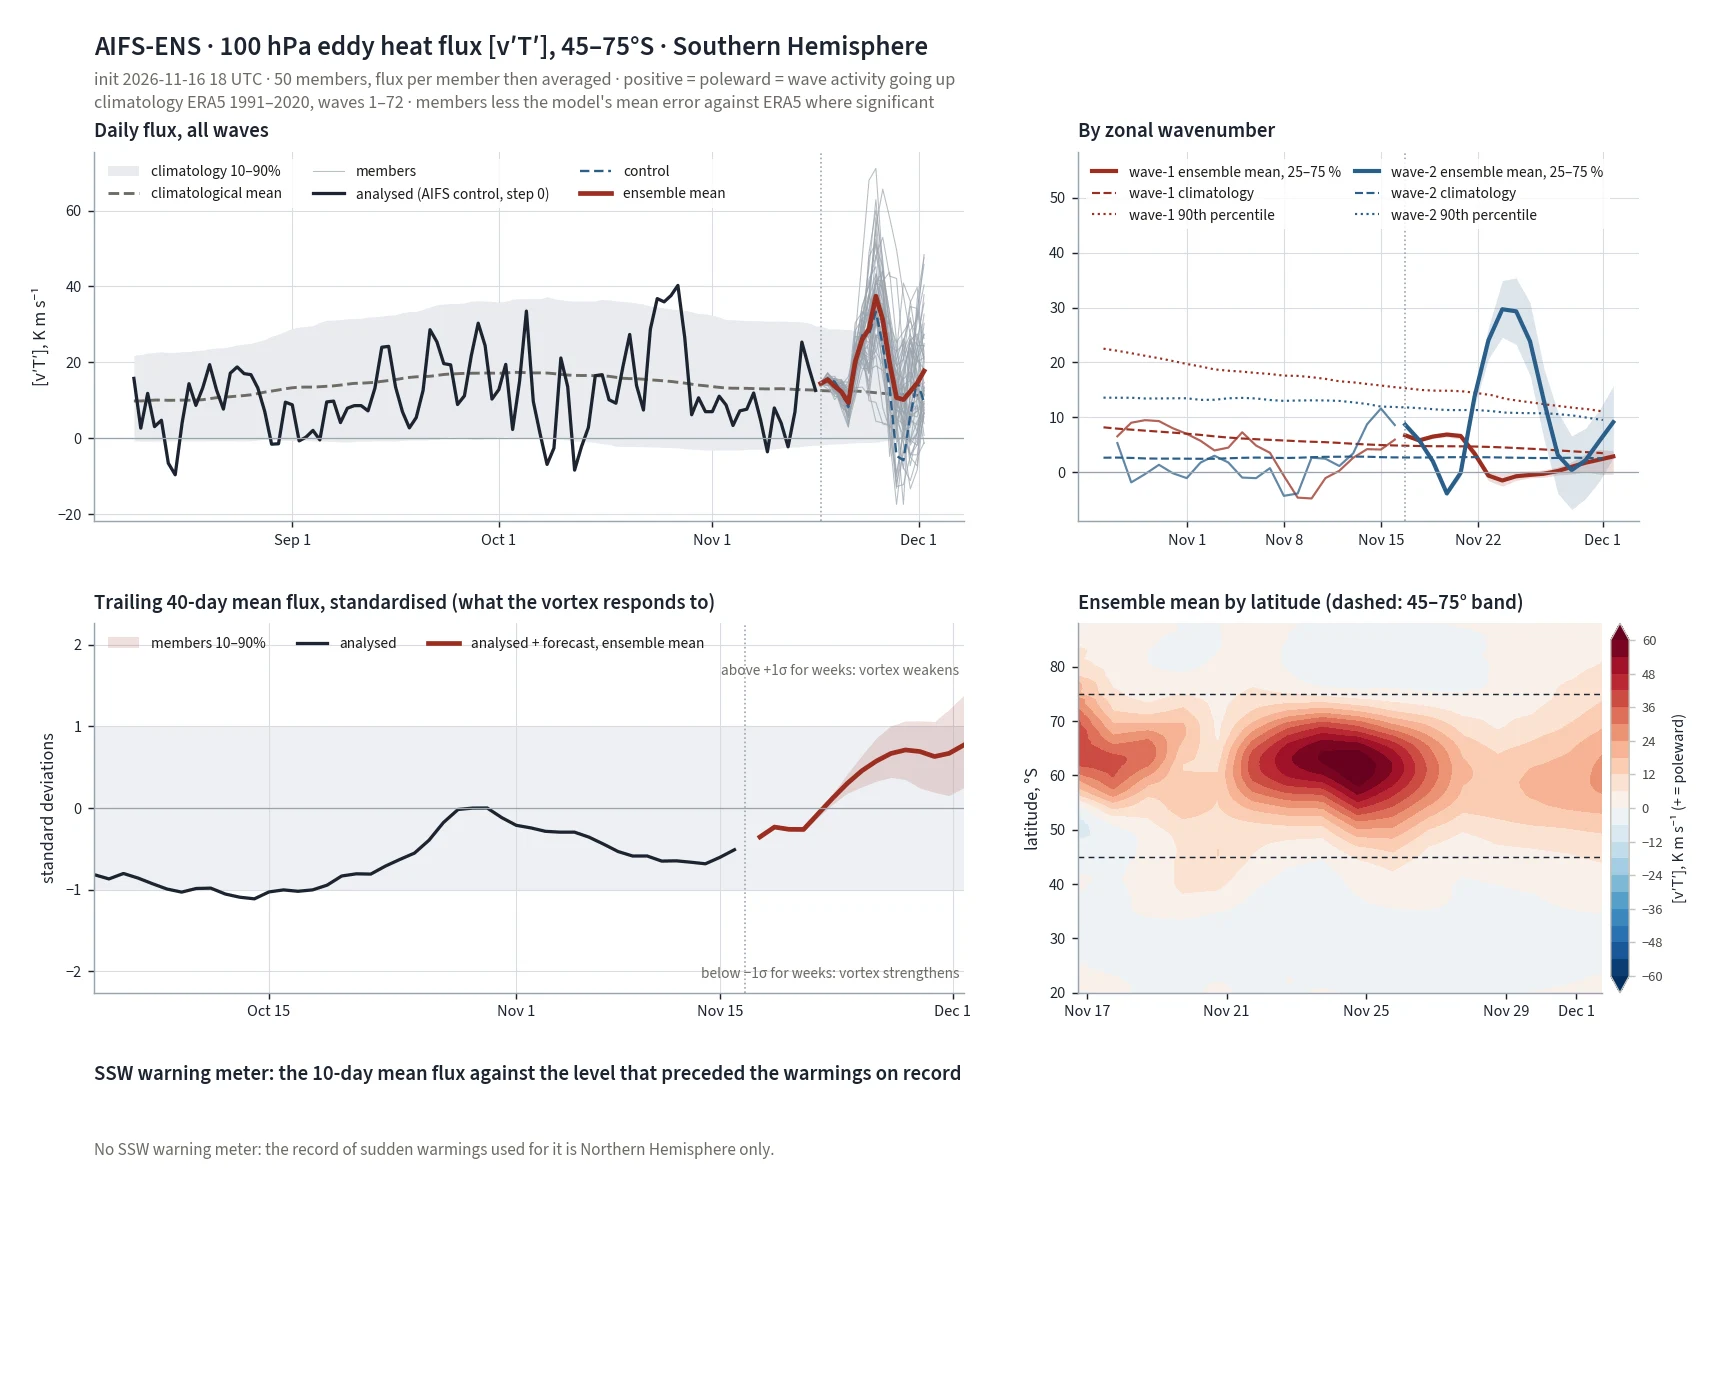 AIFS-ENS · 100 hPa eddy heat flux [v′T′], 45–75°S · Southern Hemisphere
init 2026-11-16 18 UTC · 50 members, flux per member then averaged · positive = poleward = wave activity going up
climatology ERA5 1991–2020, waves 1–72 · members less the model's mean error against ERA5 where significant
Daily flux, all waves
climatology 10–90%
members
control
climatological mean
analysed (AIFS control, step 0)
ensemble mean
60
40
20
0
−20
[v′T′], K m s⁻¹
Sep 1
Oct 1
Nov 1
Dec 1
By zonal wavenumber
wave-1 ensemble mean, 25–75 %
wave-2 ensemble mean, 25–75 %
wave-1 climatology
wave-2 climatology
wave-1 90th percentile
wave-2 90th percentile
50
40
30
20
10
0
Nov 1
Nov 8
Nov 15
Nov 22
Dec 1
Trailing 40-day mean flux, standardised (what the vortex responds to)
members 10–90%
analysed
analysed + forecast, ensemble mean
above +1σ for weeks: vortex weakens
below −1σ for weeks: vortex strengthens
2
1
0
−1
−2
standard deviations
Oct 15
Nov 1
Nov 15
Dec 1
Ensemble mean by latitude (dashed: 45–75° band)
80
70
60
50
40
30
20
latitude, °S
Nov 17
Nov 21
Nov 25
Nov 29
Dec 1
60
48
36
24
12
0
−12
−24
−36
−48
−60
[v′T′], K m s⁻¹ (+ = poleward)
SSW warning meter: the 10-day mean flux against the level that preceded the warmings on record
No SSW warning meter: the record of sudden warmings used for it is Northern Hemisphere only.